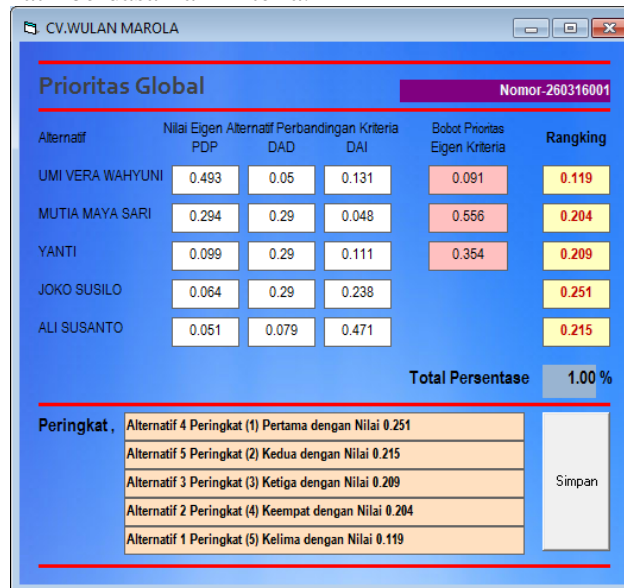 CV.WULAN MAROLA
Prioritas Global
Nomor-260316001
Alternatif Nilai Eigen Alternatif Perbandingan Kriteria Bobot Prioritas Rangking
PDP DAD DAI Eigen Kriteria
UMI VERA WAHYUNI 0.493 0.05 0.131 0.091 0.119
MUTIA MAYA SARI 0.294 0.29 0.048 0.556 0.204
YANTI 0.099 0.29 0.111 0.354 0.209
JOKO SUSILO 0.064 0.29 0.238 0.251
ALI SUSANTO 0.051 0.079 0.471 0.215
Total Persentase 1.00 %
Peringkat , Alternatif 4 Peringkat (1) Pertama dengan Nilai 0.251
Alternatif 5 Peringkat (2) Kedua dengan Nilai 0.215
Alternatif 3 Peringkat (3) Ketiga dengan Nilai 0.209
Alternatif 2 Peringkat (4) Keempat dengan Nilai 0.204
Alternatif 1 Peringkat (5) Kelima dengan Nilai 0.119
Simpan